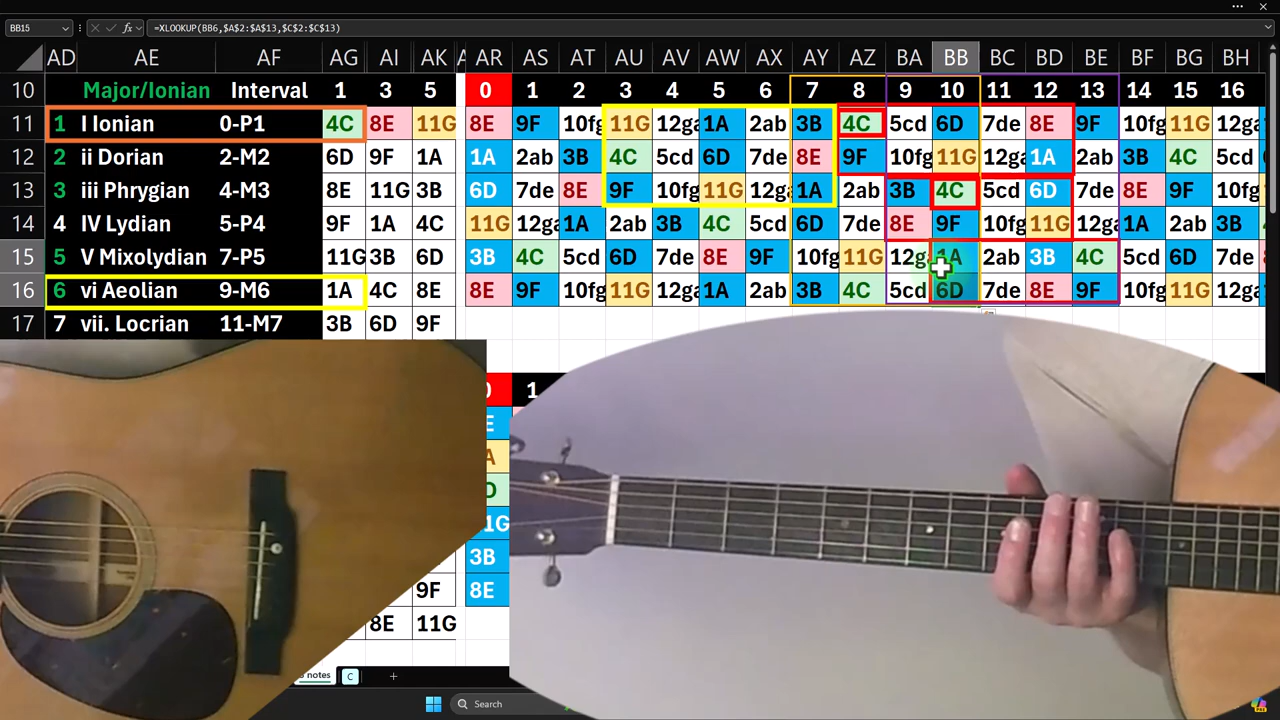 BB15 =XLOOKUP(BB6,$A$2:$A$13,$C$2:$C$13)
AD AE AF AG AI AK AR AS AT AU AV AW AX AY AZ BA BB BC BD BE BF BG BH
10 Major/Ionian Interval 1 3 5 0 1 2 3 4 5 6 7 8 9 10 11 12 13 14 15 16
11 1 I Ionian 0-P1 4C 8E 11G 8E 9F 10fg 11G 12ga 1A 2ab 3B 4C 5cd 6D 7de 8E 9F 10fg 11G 12ga
12 2 ii Dorian 2-M2 6D 9F 1A 1A 2ab 3B 4C 5cd 6D 7de 8E 9F 10fg 11G 12ga 1A 2ab 3B 4C 5cd
13 3 iii Phrygian 4-M3 8E 11G 3B 6D 7de 8E 9F 10fg 11G 12ga 1A 2ab 3B 4C 5cd 6D 7de 8E 9F 10fg
14 4 IV Lydian 5-P4 9F 1A 4C 11G 12ga 1A 2ab 3B 4C 5cd 6D 7de 8E 9F 10fg 11G 12ga 1A 2ab 3B
15 5 V Mixolydian 7-P5 11G 3B 6D 3B 4C 5cd 6D 7de 8E 9F 10fg 11G 12ga 1A 2ab 3B 4C 5cd 6D 7de
16 6 vi Aeolian 9-M6 1A 4C 8E 8E 9F 10fg 11G 12ga 1A 2ab 3B 4C 5cd 6D 7de 8E 9F 10fg 11G 12ga
17 7 vii. Locrian 11-M7 3B 6D 9F
1
E
A
D
1G
3B
9F 8E
8E 11G
notes C
Search